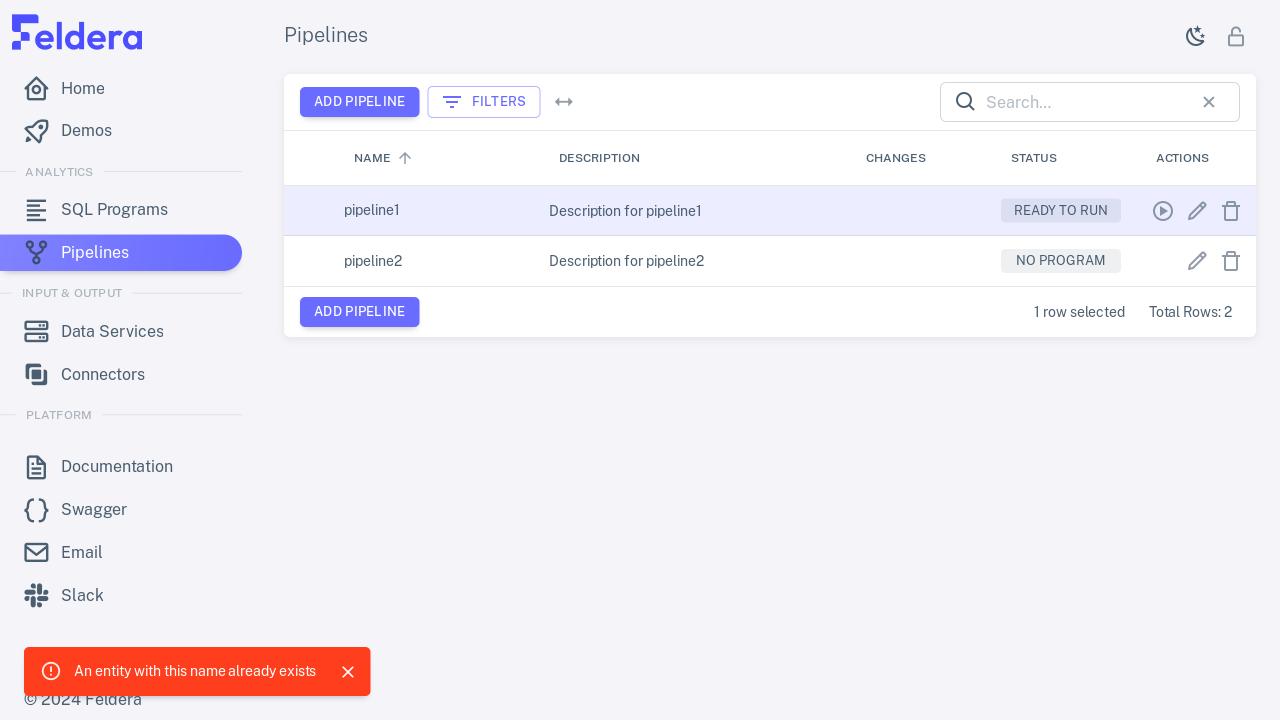 Feldera
Pipelines
Home
Demos
ANALYTICS
SQL Programs
Pipelines
INPUT & OUTPUT
Data Services
Connectors
PLATFORM
Documentation
Swagger
Email
Slack
ADD PIPELINE
FILTERS
Search...
NAME
DESCRIPTION
CHANGES
STATUS
ACTIONS
pipeline1
Description for pipeline1
READY TO RUN
pipeline2
Description for pipeline2
NO PROGRAM
ADD PIPELINE
1 row selected
Total Rows: 2
An entity with this name already exists
© 2024 Feldera